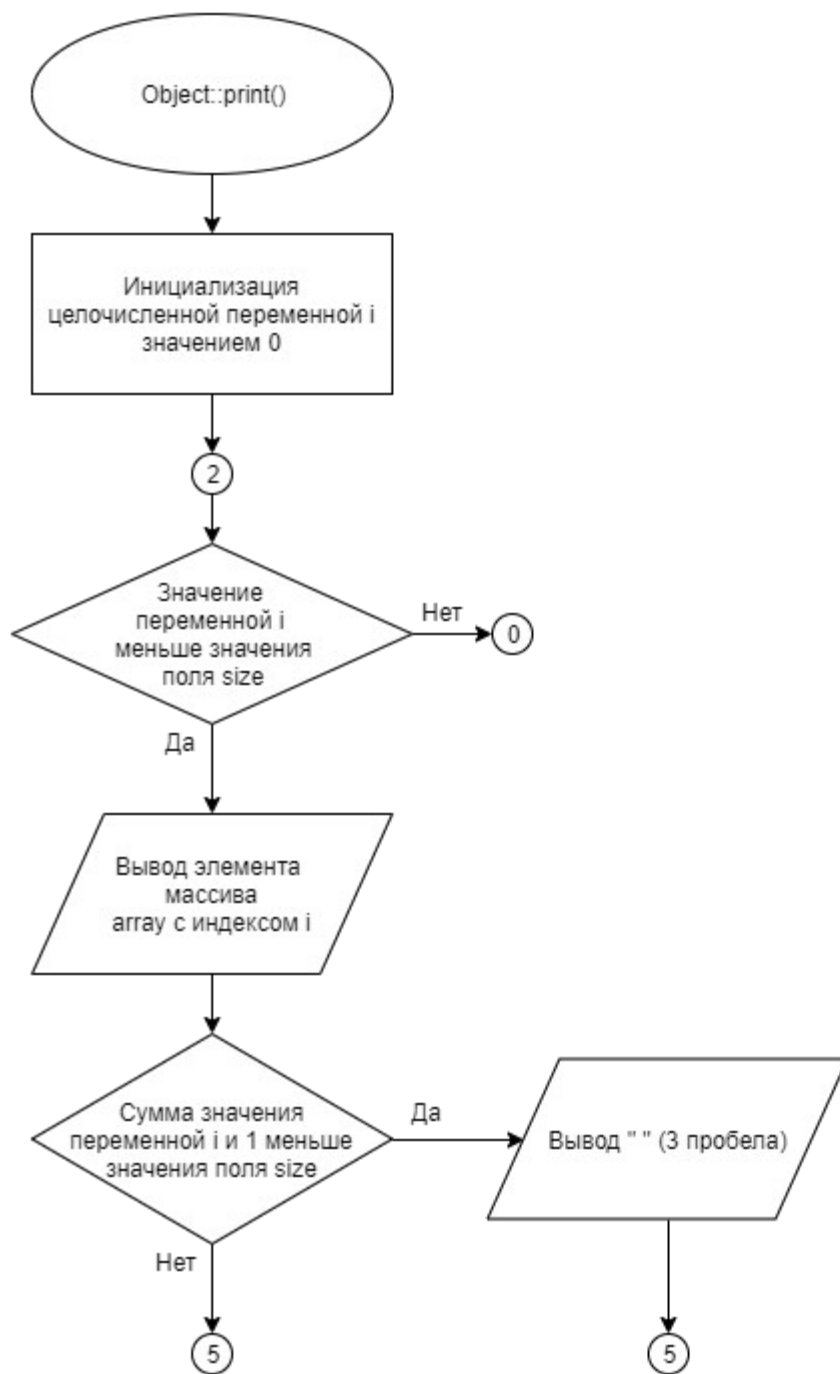 Object::print()
Инициализация
целочисленной переменной i
значением 0
2
Значение
переменной i
меньше значения
поля size
Нет
0
Да
Вывод элемента
массива
array с индексом i
Сумма значения
переменной i и 1 меньше
значения поля size
Да
Вывод " " (3 пробела)
Нет
5
5